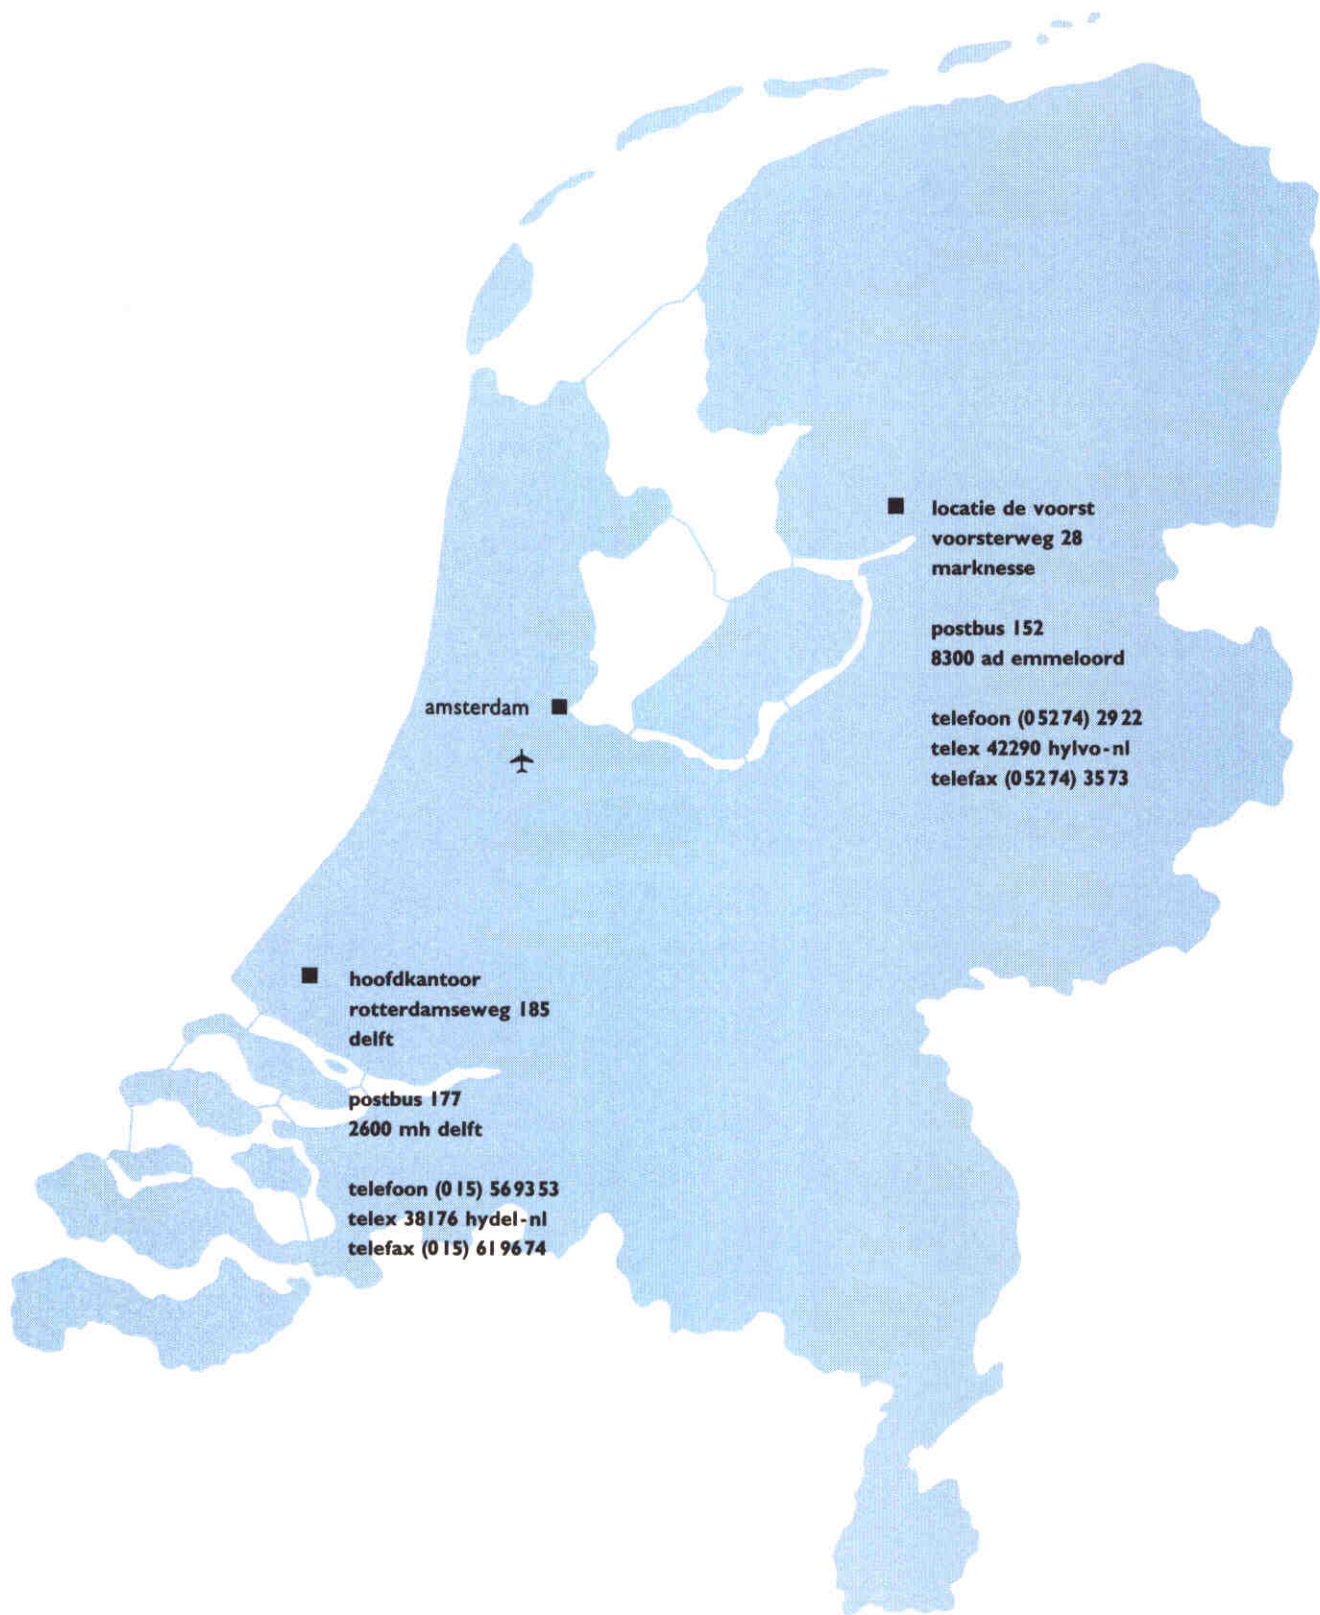 locatie de voorst
voorsterweg 28
marknesse
postbus 152
8300 ad emmeloord
telefoon (05274) 2922
telex 42290 hylvo-nl
telefax (05274) 3573
amsterdam
hoofdkantoor
rotterdamseweg 185
delft
postbus 177
2600 mh delft
telefoon (015) 569353
telex 38176 hydel-nl
telefax (015) 619674